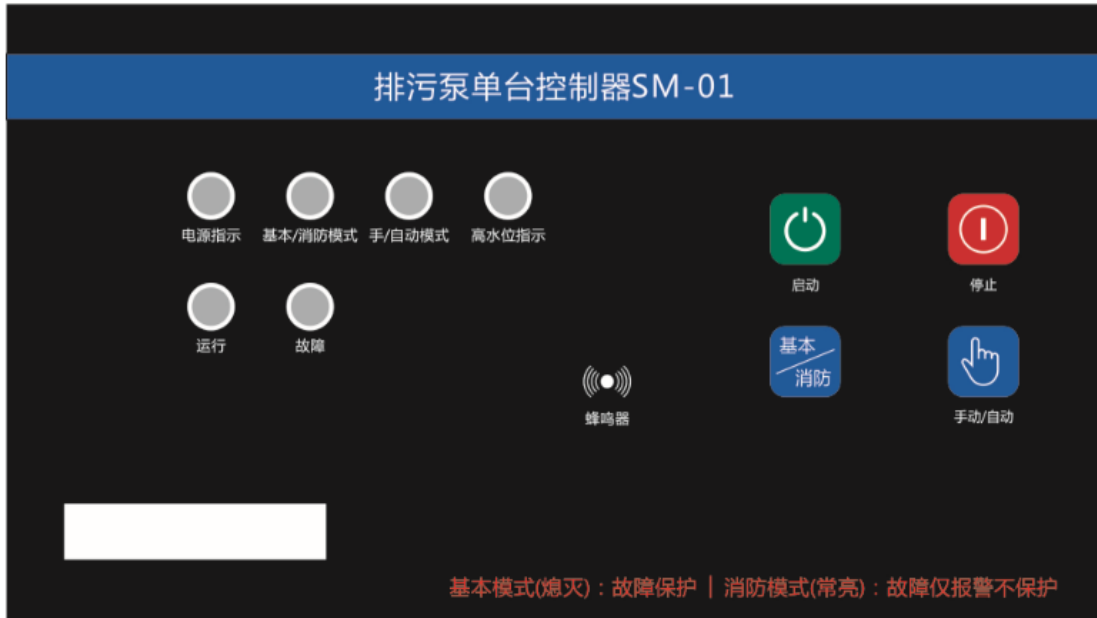 排污泵单台控制器SM-01
电源指示 基本/消防模式 手/自动模式 高水位指示
启动 停止
运行 故障
基本/消防
蜂鸣器 手动/自动
基本模式(熄灭)：故障保护 | 消防模式(常亮)：故障仅报警不保护